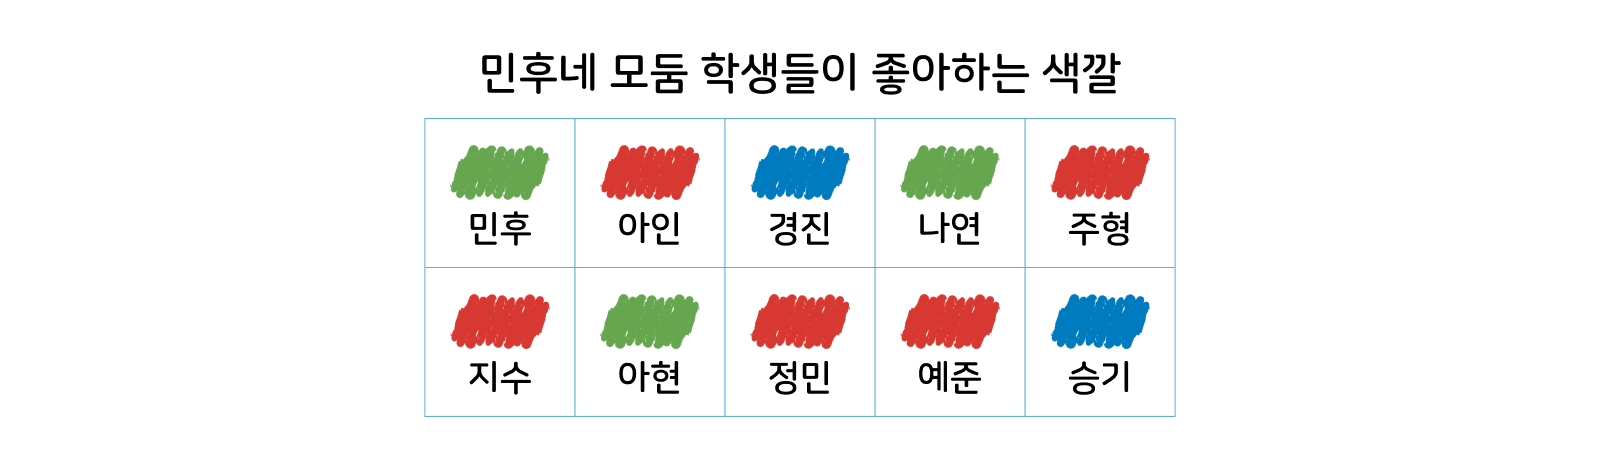 민후네 모둠 학생들이 좋아하는 색깔
민후 아인 경진 나연 주형
지수 아현 정민 예준 승기